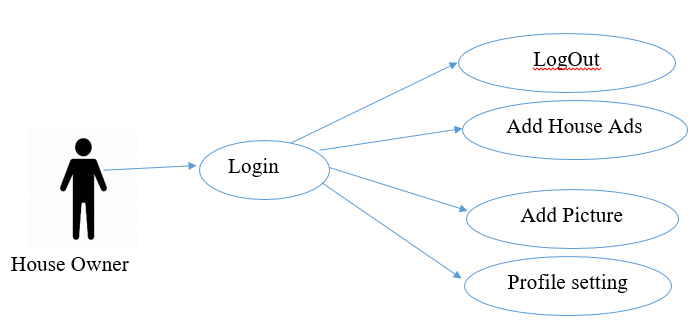 LogOut
Add House Ads
Login
Add Picture
House Owner
Profile setting